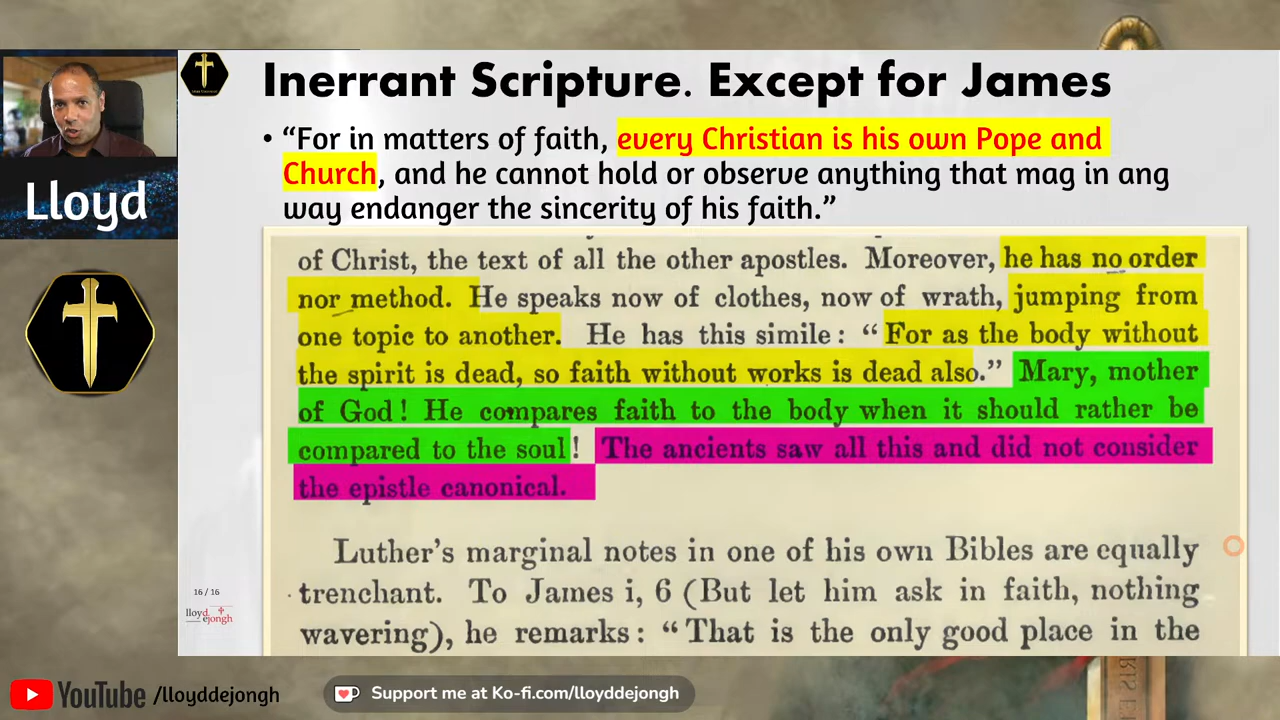 Inerrant Scripture. Except for James
• “For in matters of faith, every Christian is his own Pope and
Church, and he cannot hold or observe anything that mag in ang
way endanger the sincerity of his faith.”
of Christ, the text of all the other apostles. Moreover, he has no order
nor method. He speaks now of clothes, now of wrath, jumping from
one topic to another. He has this simile: “For as the body without
the spirit is dead, so faith without works is dead also.” Mary, mother
of God! He compares faith to the body when it should rather be
compared to the soul! The ancients saw all this and did not consider
the epistle canonical.
Luther’s marginal notes in one of his own Bibles are equally
trenchant. To James i, 6 (But let him ask in faith, nothing
wavering), he remarks: “That is the only good place in the
Lloyd
16 / 16
lloyd
ejongh
YouTube /lloyddejongh
Support me at Ko-fi.com/lloyddejongh